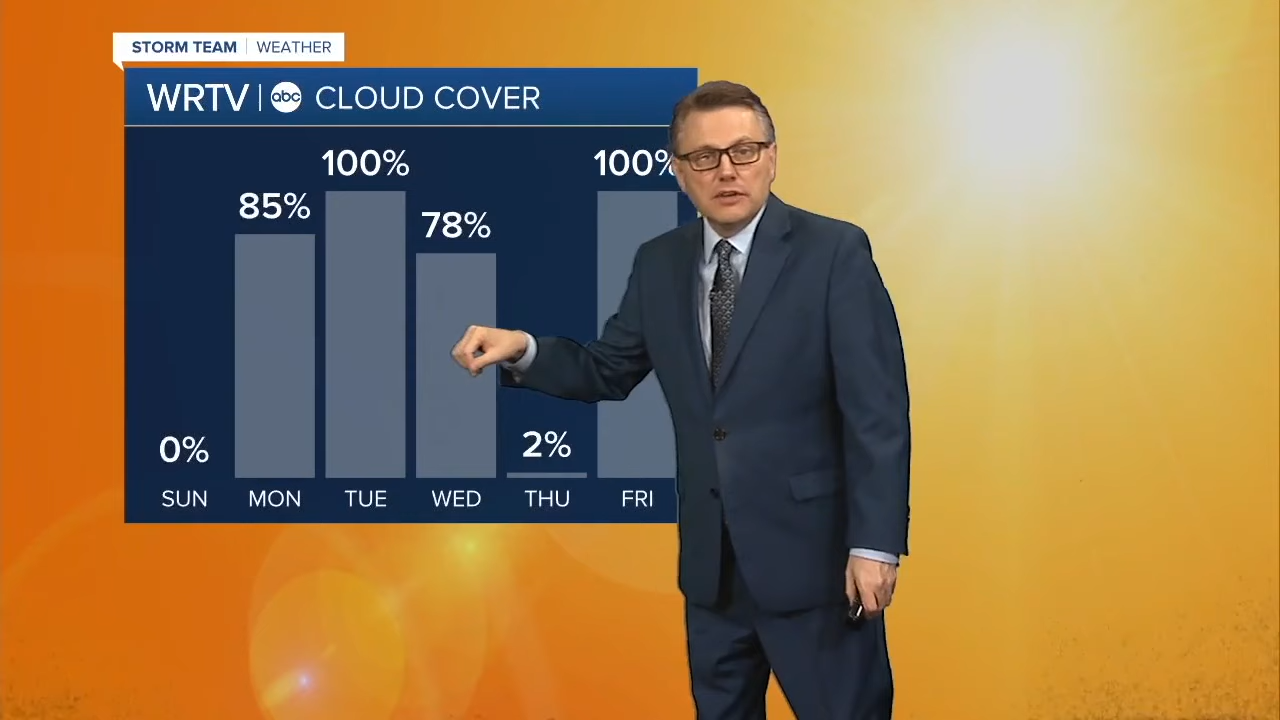 STORM TEAM | WEATHER
WRTV | abc CLOUD COVER
0% 85% 100% 78% 2% 100%
SUN MON TUE WED THU FRI